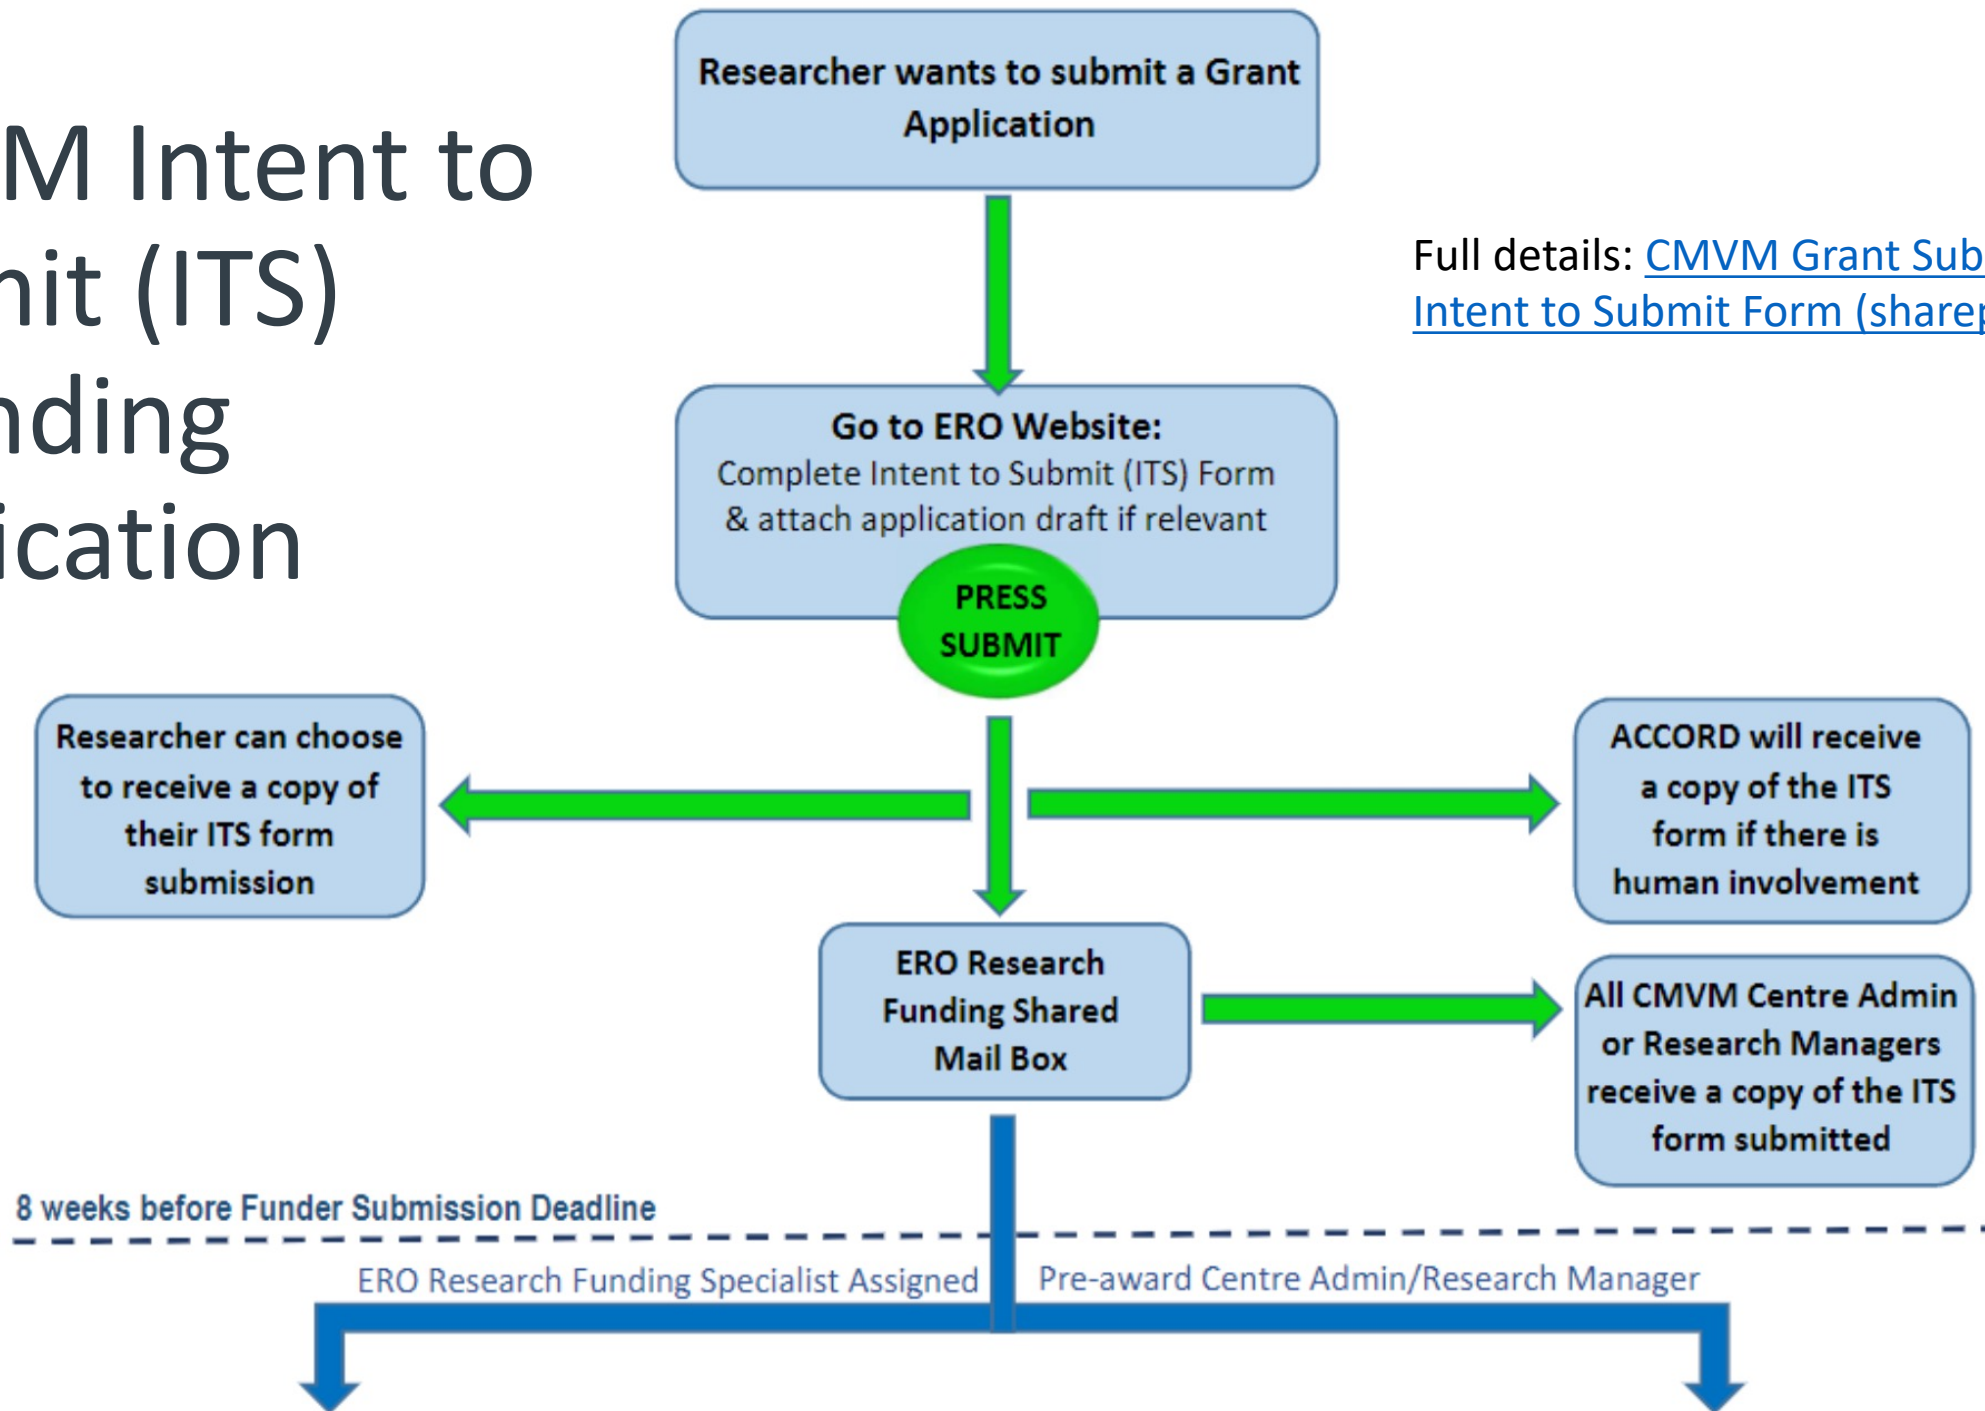 M Intent to
nit (ITS)
nding
ication
Researcher wants to submit a Grant
Application
Full details: CMVM Grant Sub
Intent to Submit Form (sharep
Go to ERO Website:
Complete Intent to Submit (ITS) Form
& attach application draft if relevant
PRESS
SUBMIT
Researcher can choose
to receive a copy of
their ITS form
submission
ACCORD will receive
a copy of the ITS
form if there is
human involvement
ERO Research
Funding Shared
Mail Box
All CMVM Centre Admin
or Research Managers
receive a copy of the ITS
form submitted
8 weeks before Funder Submission Deadline
ERO Research Funding Specialist Assigned
Pre-award Centre Admin/Research Manager